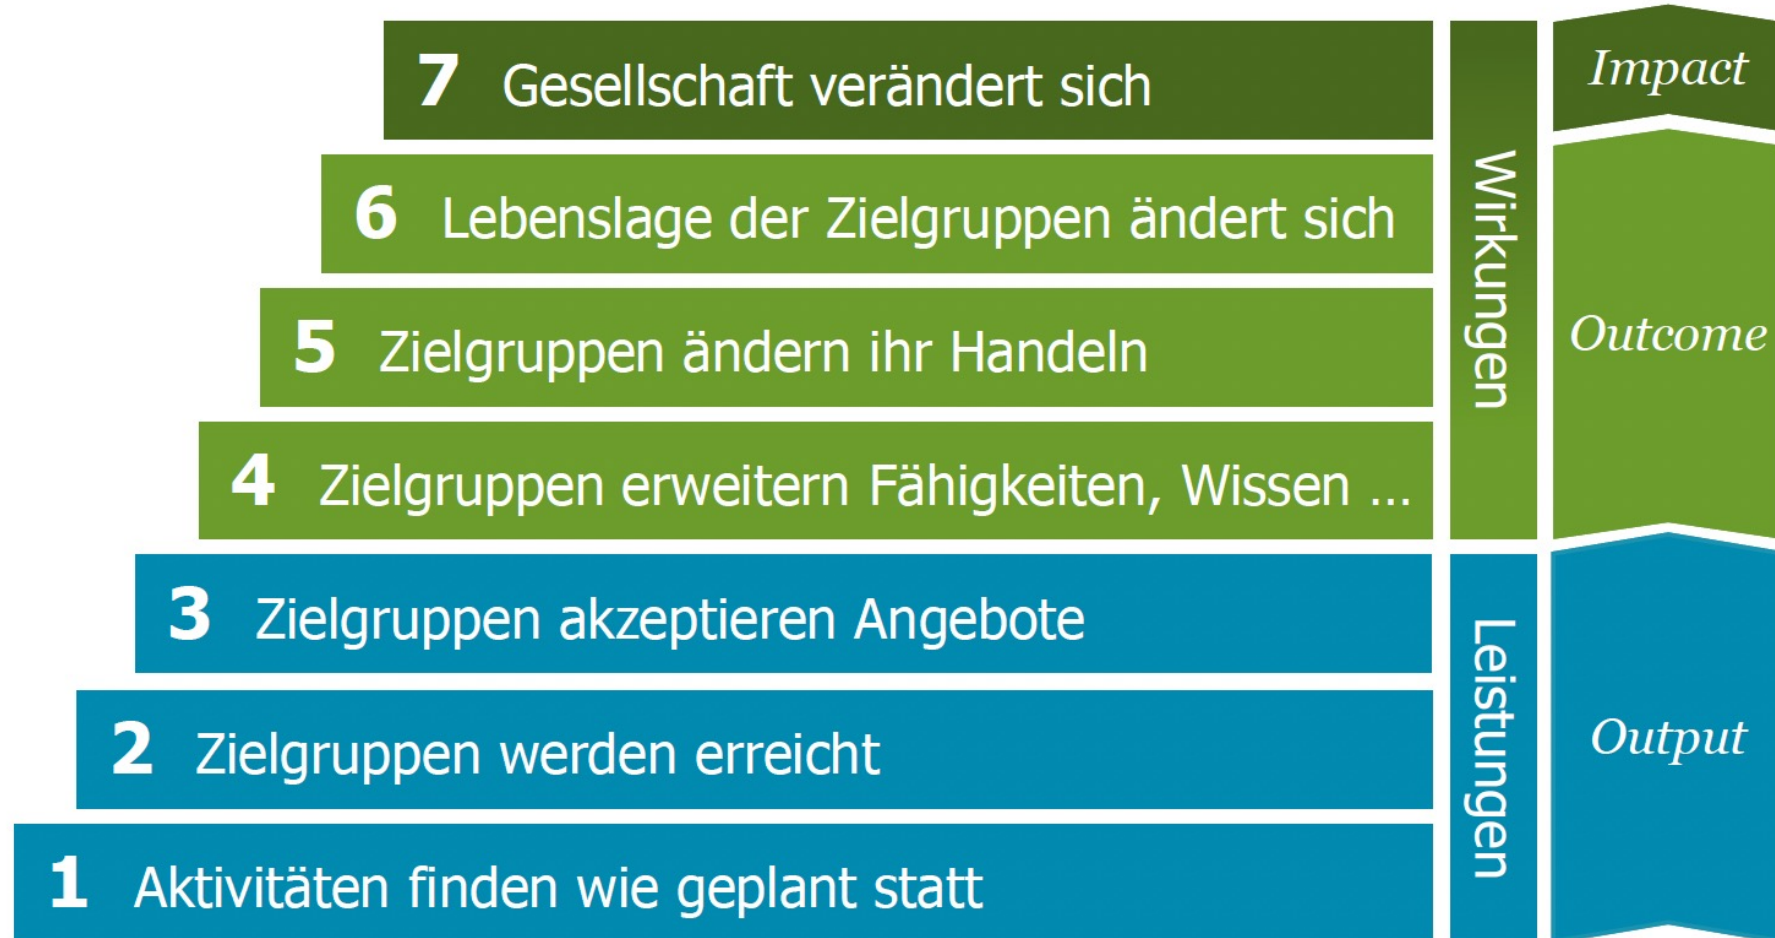 7 Gesellschaft verändert sich
6 Lebenslage der Zielgruppen ändert sich
5 Zielgruppen ändern ihr Handeln
4 Zielgruppen erweitern Fähigkeiten, Wissen ...
3 Zielgruppen akzeptieren Angebote
2 Zielgruppen werden erreicht
1 Aktivitäten finden wie geplant statt
Wirkungen
Leistungen
Impact
Outcome
Output